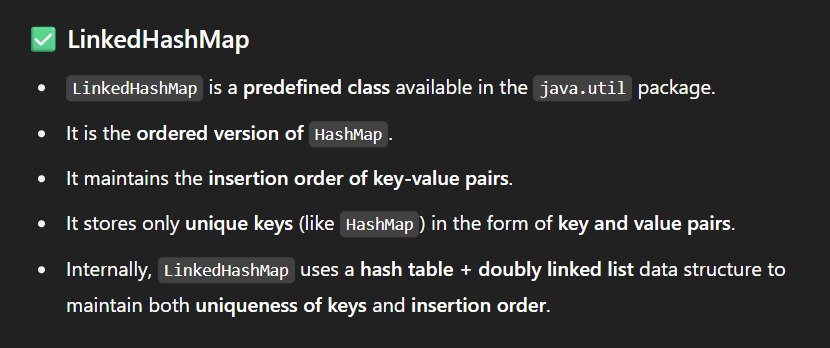 ✅ LinkedHashMap
• LinkedHashMap is a predefined class available in the java.util package.
• It is the ordered version of HashMap.
• It maintains the insertion order of key-value pairs.
• It stores only unique keys (like HashMap) in the form of key and value pairs.
• Internally, LinkedHashMap uses a hash table + doubly linked list data structure to
maintain both uniqueness of keys and insertion order.